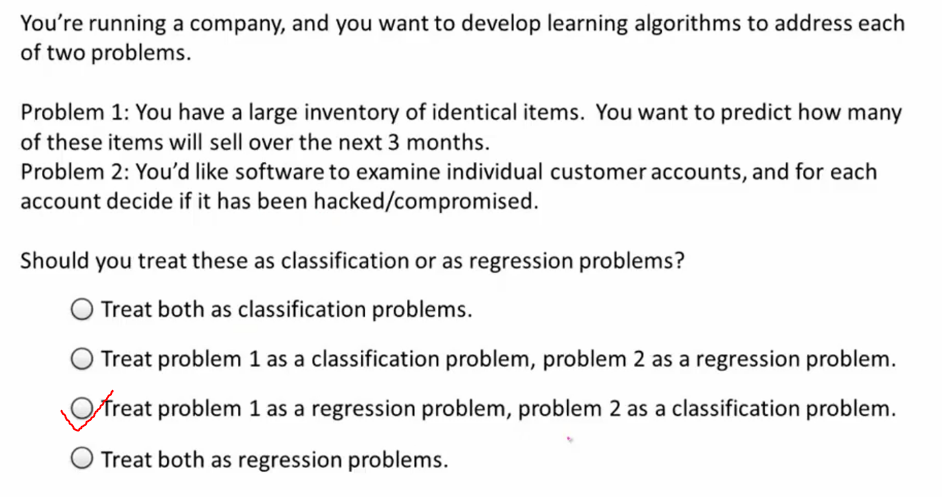 You’re running a company, and you want to develop learning algorithms to address each
of two problems.
Problem 1: You have a large inventory of identical items.  You want to predict how many
of these items will sell over the next 3 months.
Problem 2: You’d like software to examine individual customer accounts, and for each
account decide if it has been hacked/compromised.
Should you treat these as classification or as regression problems?
Treat both as classification problems.
Treat problem 1 as a classification problem, problem 2 as a regression problem.
Treat problem 1 as a regression problem, problem 2 as a classification problem.
Treat both as regression problems.